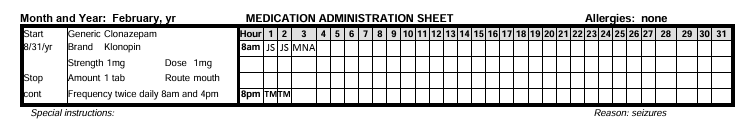 Month and Year: February, yr MEDICATION ADMINISTRATION SHEET Allergies: none
Start Generic Clonazepam Hour 1 2 3 4 5 6 7 8 9 10 11 12 13 14 15 16 17 18 19 20 21 22 23 24 25 26 27 28 29 30 31
8/31/yr Brand Klonopin 8am JS JS MNA
Strength 1mg Dose 1mg
Stop Amount 1 tab Route mouth
cont Frequency twice daily 8am and 4pm 8pm TM TM
Special instructions: Reason: seizures